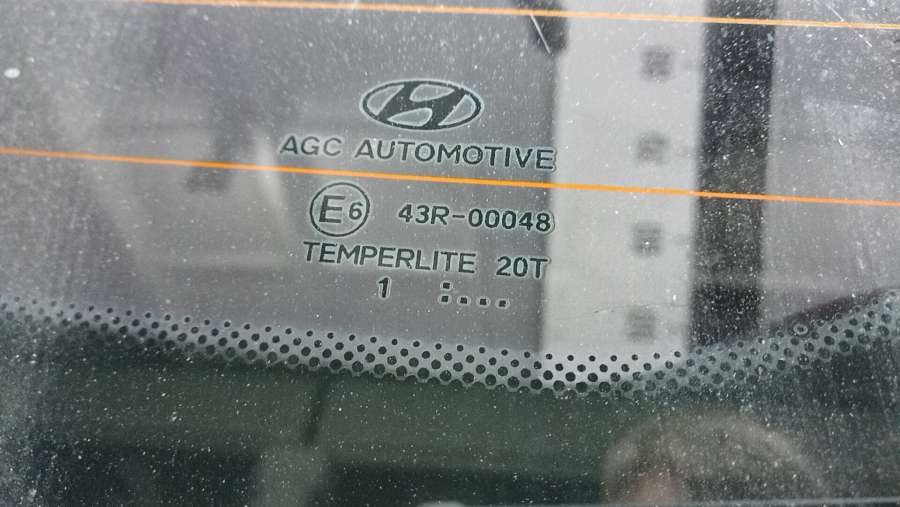 AGC AUTOMOTIVE
E6 43R-00048
TEMPERLITE 20T
1 :....